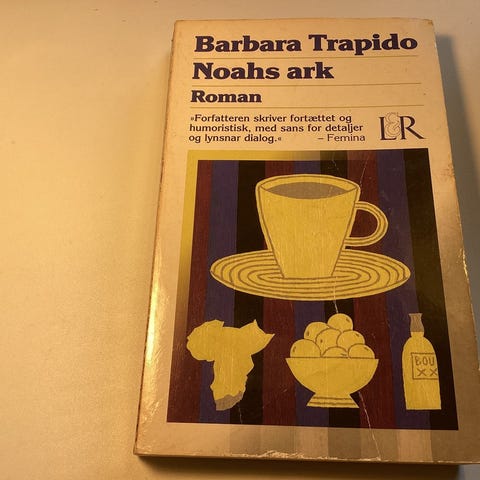 Barbara Trapido
Noahs ark
Roman
»Forfatteren skriver fortættet og
humoristisk, med sans for detaljer
og lynsnar dialog.« – Femina
L&R
BOU
XX